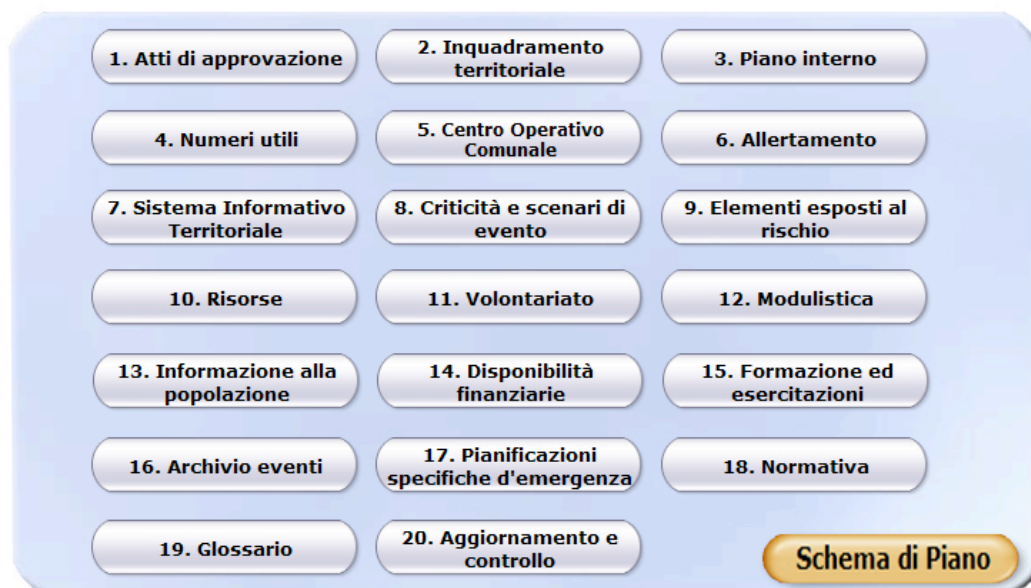 1. Atti di approvazione
2. Inquadramento
territoriale
3. Piano interno
4. Numeri utili
5. Centro Operativo
Comunale
6. Allertamento
7. Sistema Informativo
Territoriale
8. Criticità e scenari di
evento
9. Elementi esposti al
rischio
10. Risorse
11. Volontariato
12. Modulistica
13. Informazione alla
popolazione
14. Disponibilità
finanziarie
15. Formazione ed
esercitazioni
16. Archivio eventi
17. Pianificazioni
specifiche d'emergenza
18. Normativa
19. Glossario
20. Aggiornamento e
controllo
Schema di Piano